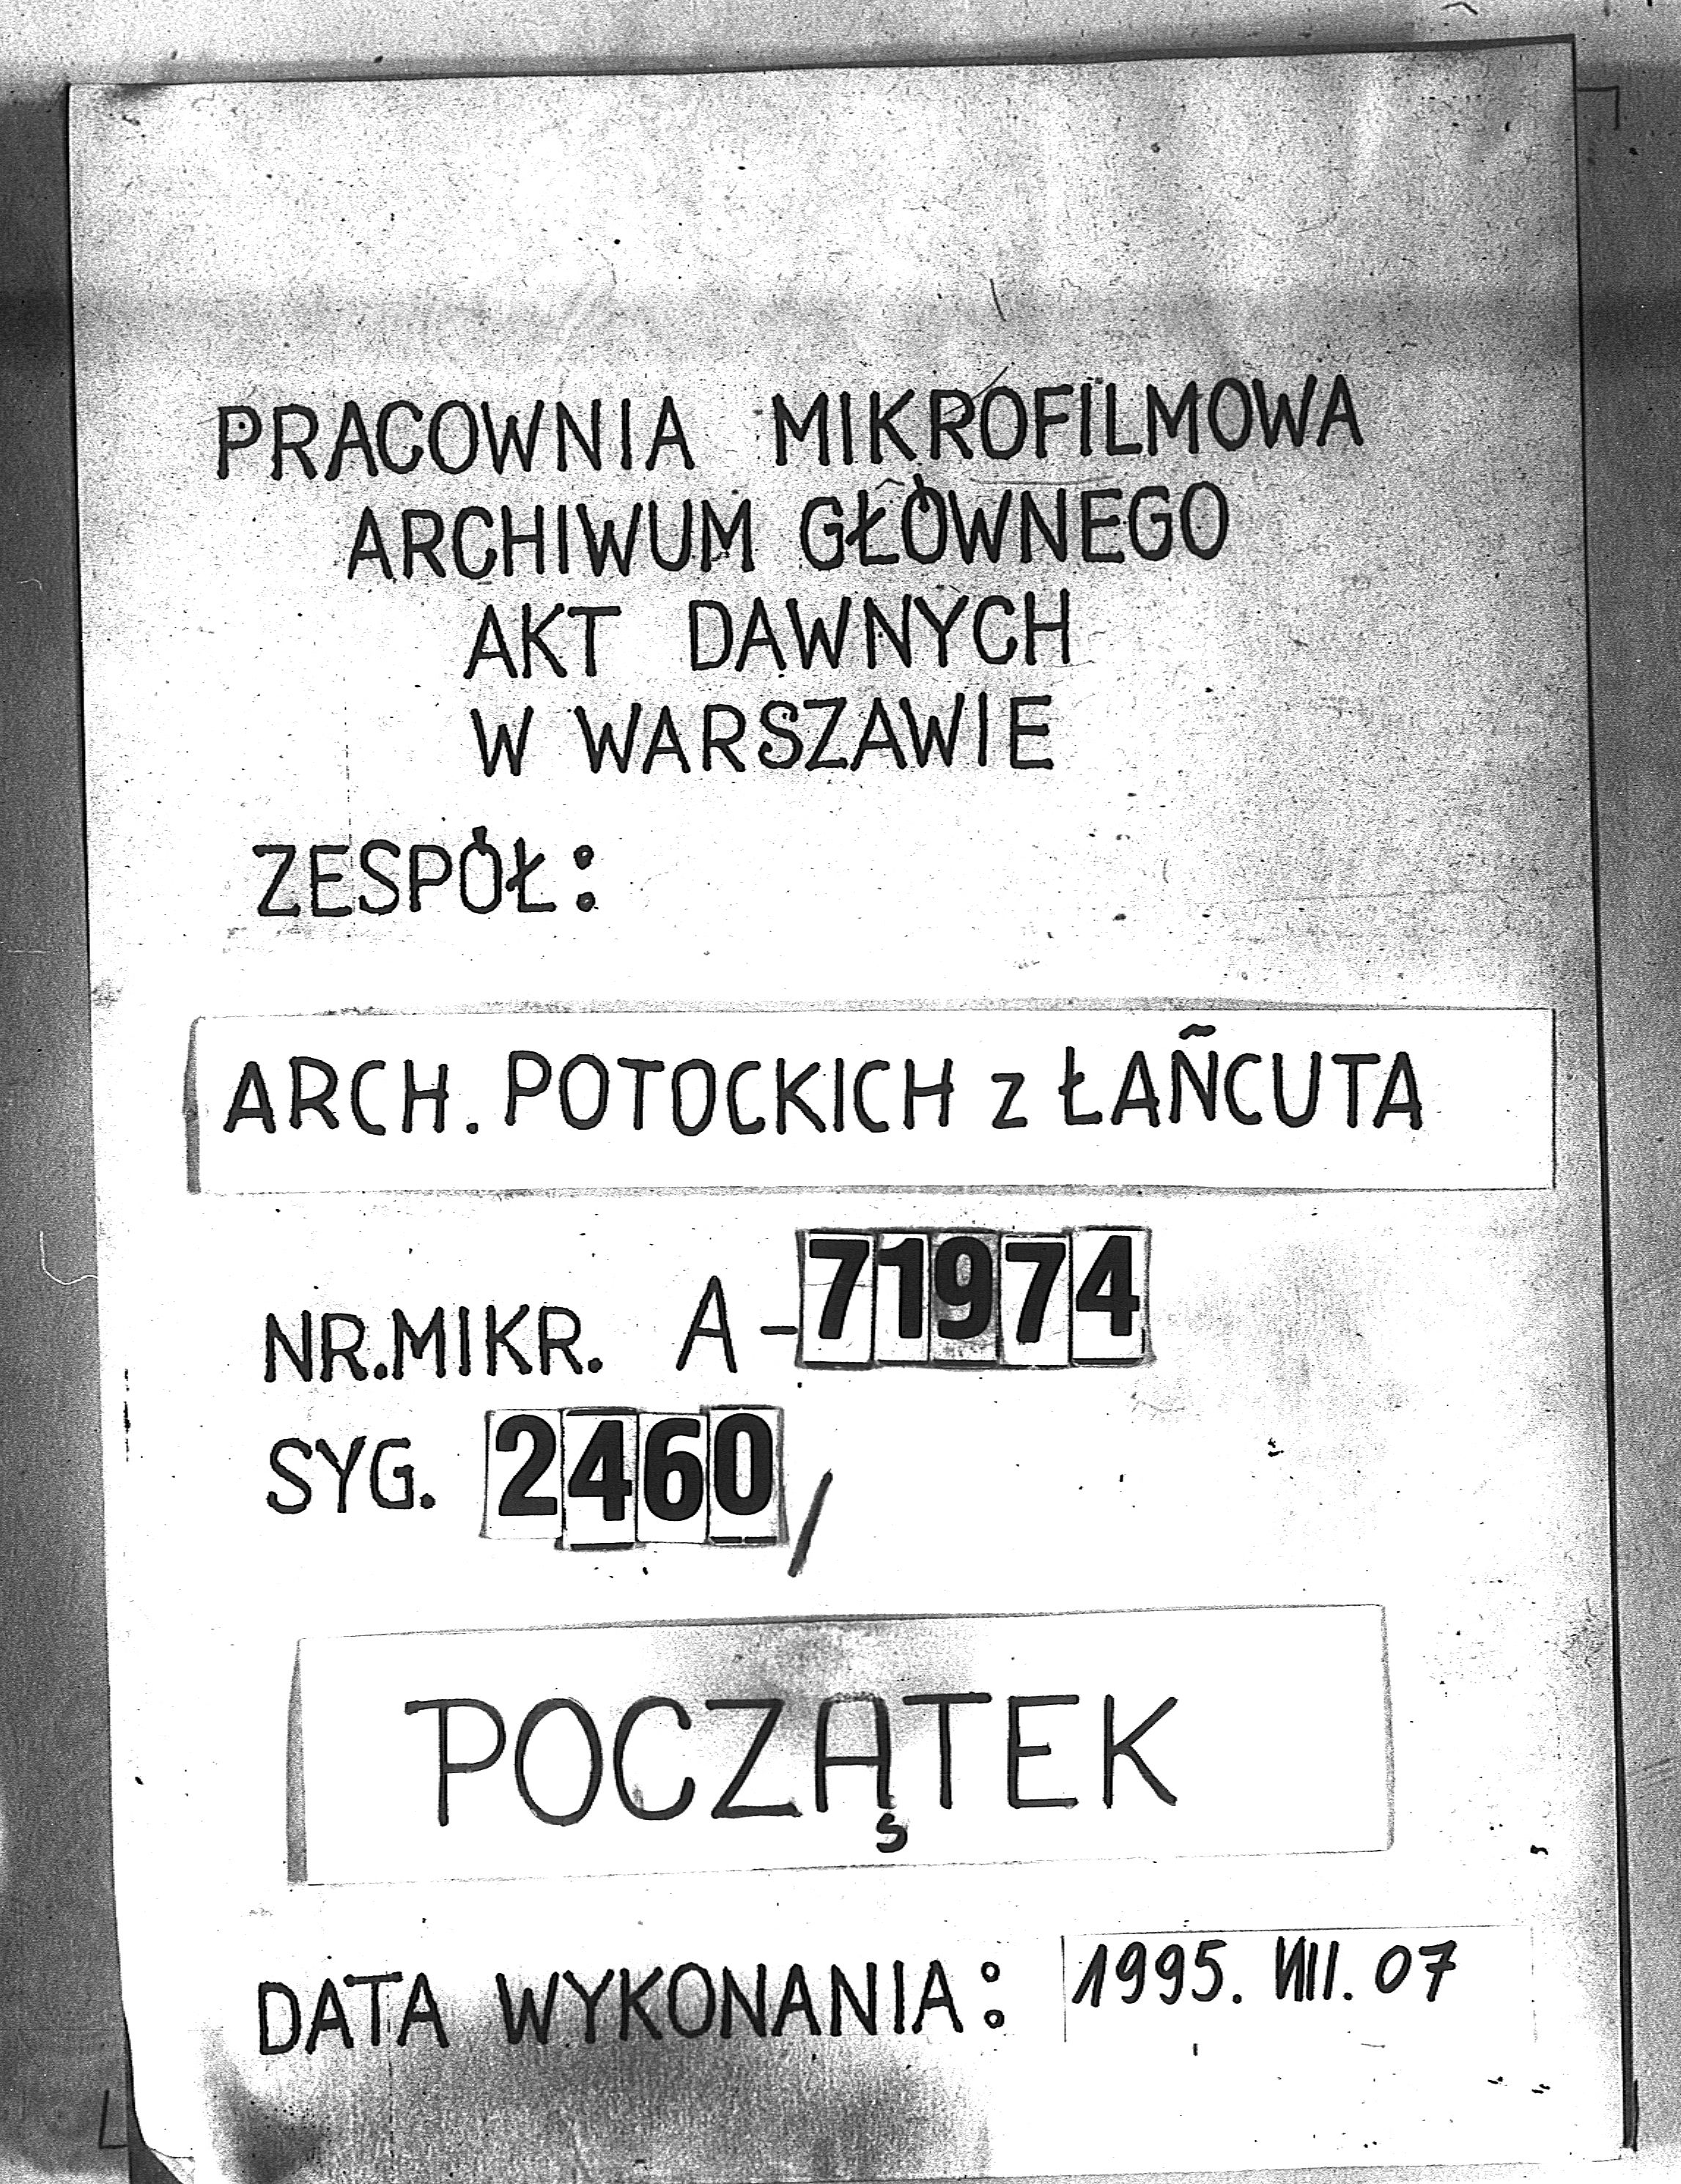 PRACOWNIA MIKROFILMOWA
ARCHIWUM GŁÓWNEGO
AKT DAWNYCH
W WARSZAWIE
ZESPÓŁ:
ARCH. POTOCKICH z ŁAŃCUTA
NR.MIKR. A-71974
SYG. 2460/
POCZĄTEK
DATA WYKONANIA: 1995. VIII. 07